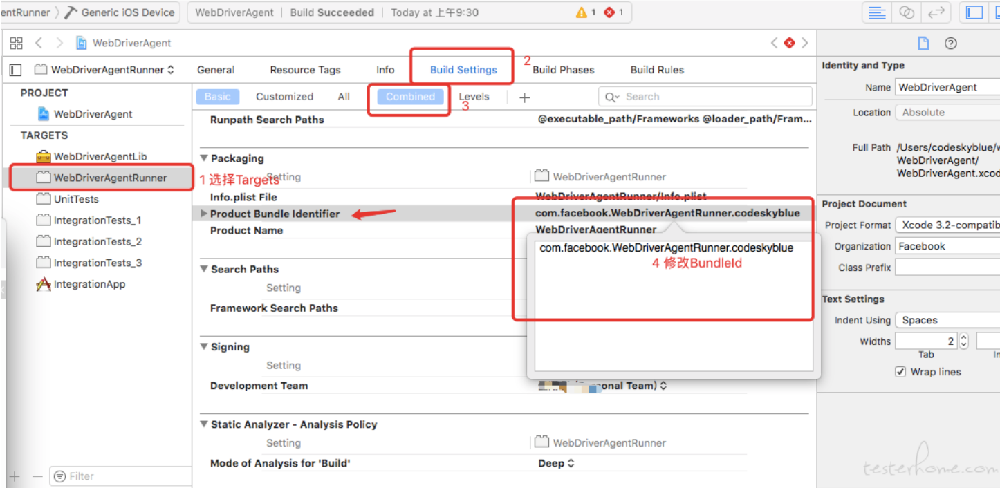 entRunner Generic iOS Device
WebDriverAgent Build Succeeded Today at 上午9:30 1 1
WebDriverAgent
WebDriverAgentRunner General Resource Tags Info Build Settings 2 Build Phases Build Rules
PROJECT
WebDriverAgent
TARGETS
WebDriverAgentLib
WebDriverAgentRunner
1 选择Targets
UnitTests
IntegrationTests_1
IntegrationTests_2
IntegrationTests_3
IntegrationApp
Filter
Basic Customized All Combined Levels 3 Search
Runpath Search Paths @executable_path/Frameworks @loader_path/Fram...
Packaging
Setting WebDriverAgentRunner
Info.plist File WebDriverAgentRunner/Info.plist
Product Bundle Identifier com.facebook.WebDriverAgentRunner.codeskyblue
Product Name WebDriverAgentRunner
com.facebook.WebDriverAgentRunner.codeskyblue
4 修改BundleId
Search Paths
Setting
Framework Search Paths
Signing
Setting
Development Team onal Team)
Static Analyzer - Analysis Policy
Setting WebDriverAgentRunner
Mode of Analysis for 'Build' Deep
Identity and Type
Name WebDriverAgent
Location Absolute
Full Path /Users/codeskyblue/w
WebDriverAgent/
WebDriverAgent.xcoo
Project Document
Project Format Xcode 3.2-compatib
Organization Facebook
Class Prefix
Text Settings
Indent Using Spaces
Widths 2
Tab In
Wrap lines
testerhome.com